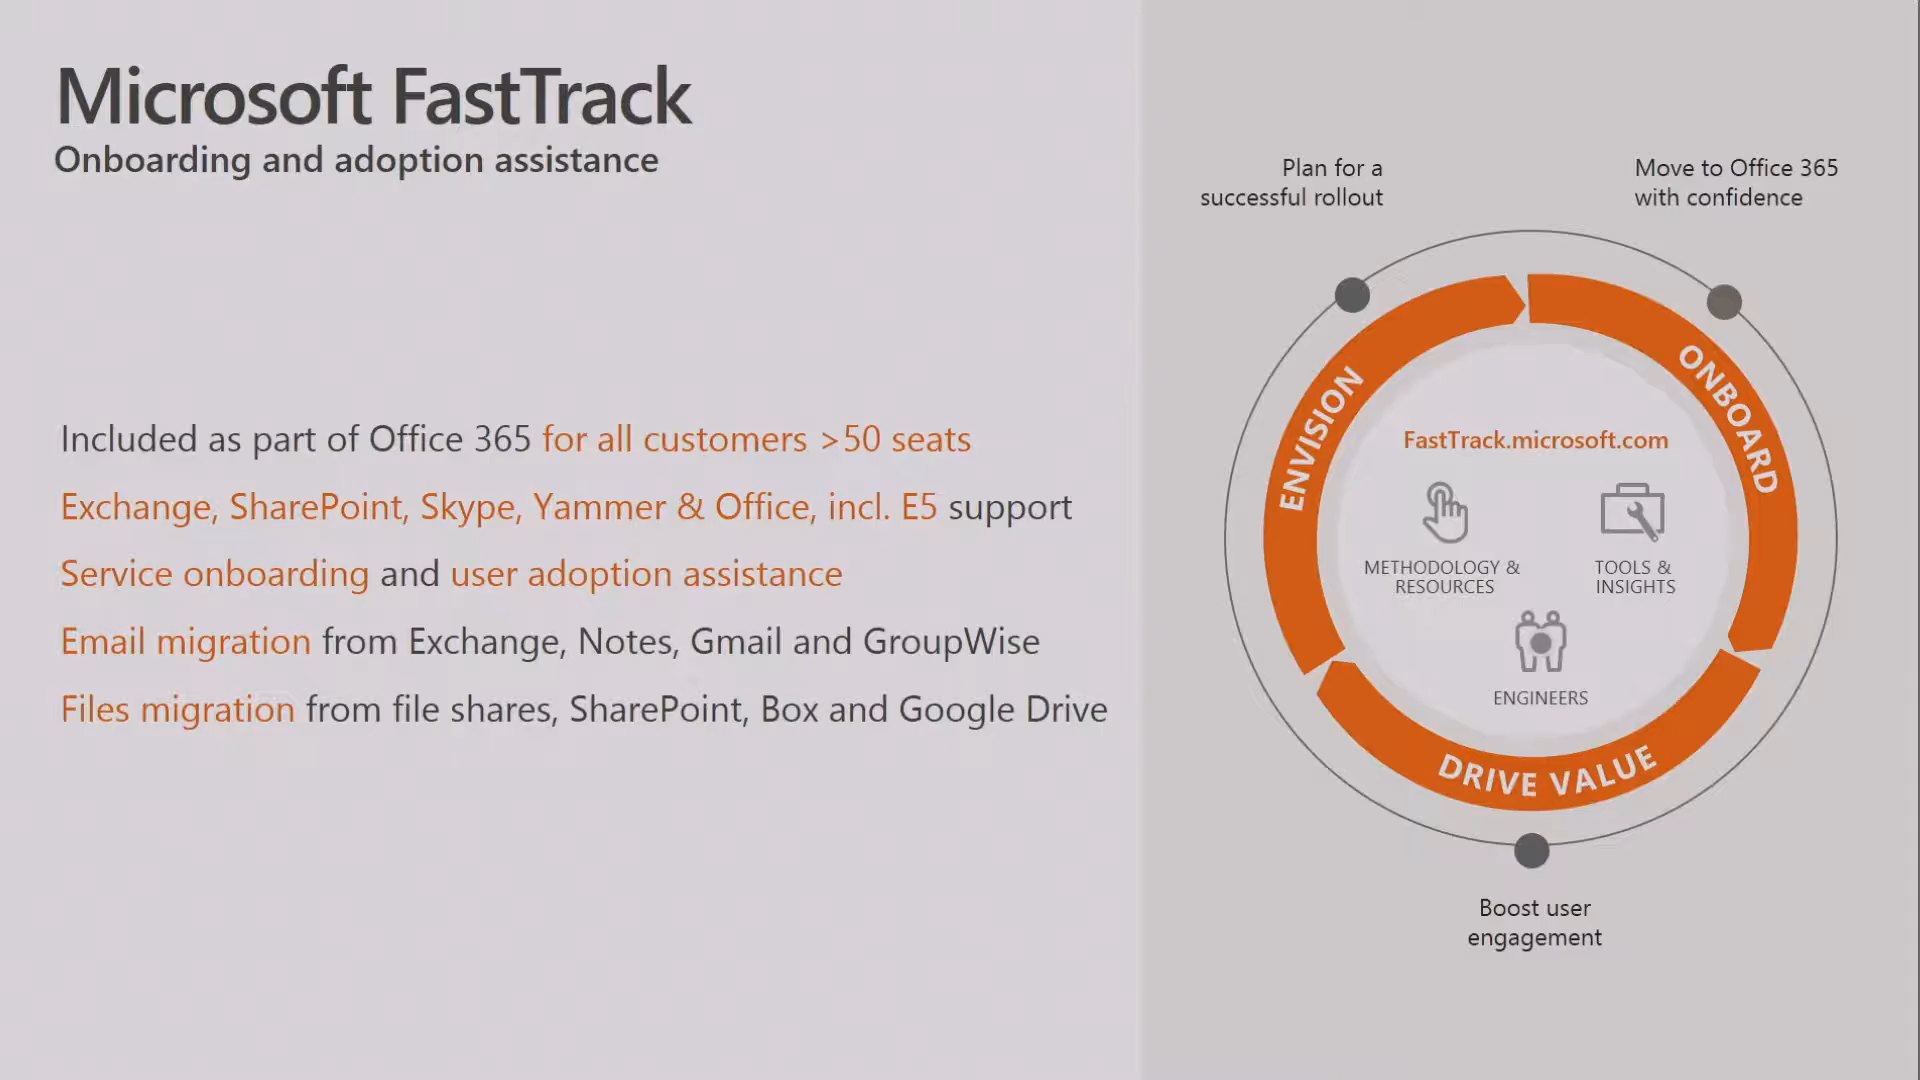 Microsoft FastTrack
Onboarding and adoption assistance
Included as part of Office 365 for all customers >50 seats
Exchange, SharePoint, Skype, Yammer & Office, incl. E5 support
Service onboarding and user adoption assistance
Email migration from Exchange, Notes, Gmail and GroupWise
Files migration from file shares, SharePoint, Box and Google Drive
Plan for a
successful rollout
Move to Office 365
with confidence
ENVISION
ONBOARD
FastTrack.microsoft.com
METHODOLOGY &
RESOURCES
TOOLS &
INSIGHTS
ENGINEERS
DRIVE VALUE
Boost user
engagement